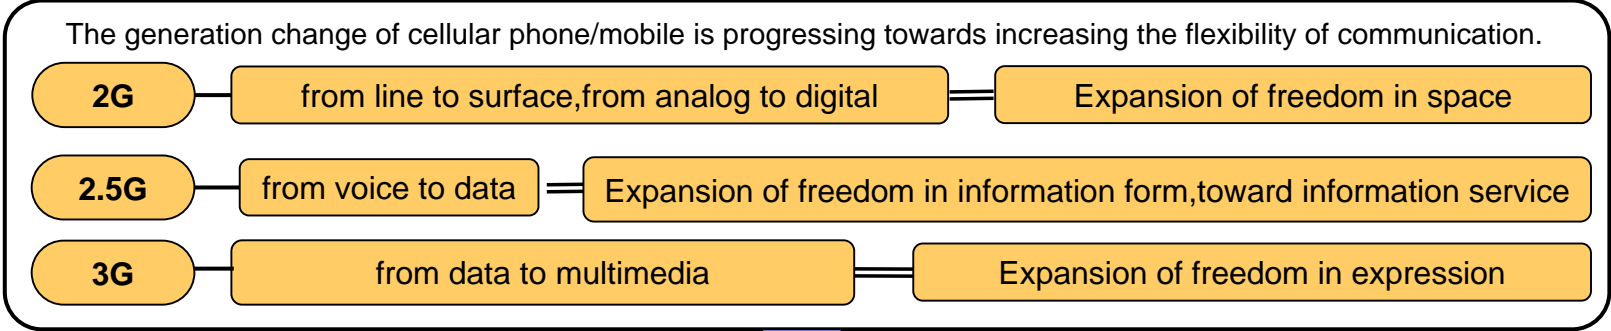 The generation change of cellular phone/mobile is progressing towards increasing the flexibility of communication.
2G
from line to surface,from analog to digital
Expansion of freedom in space
2.5G
from voice to data
Expansion of freedom in information form,toward information service
3G
from data to multimedia
Expansion of freedom in expression